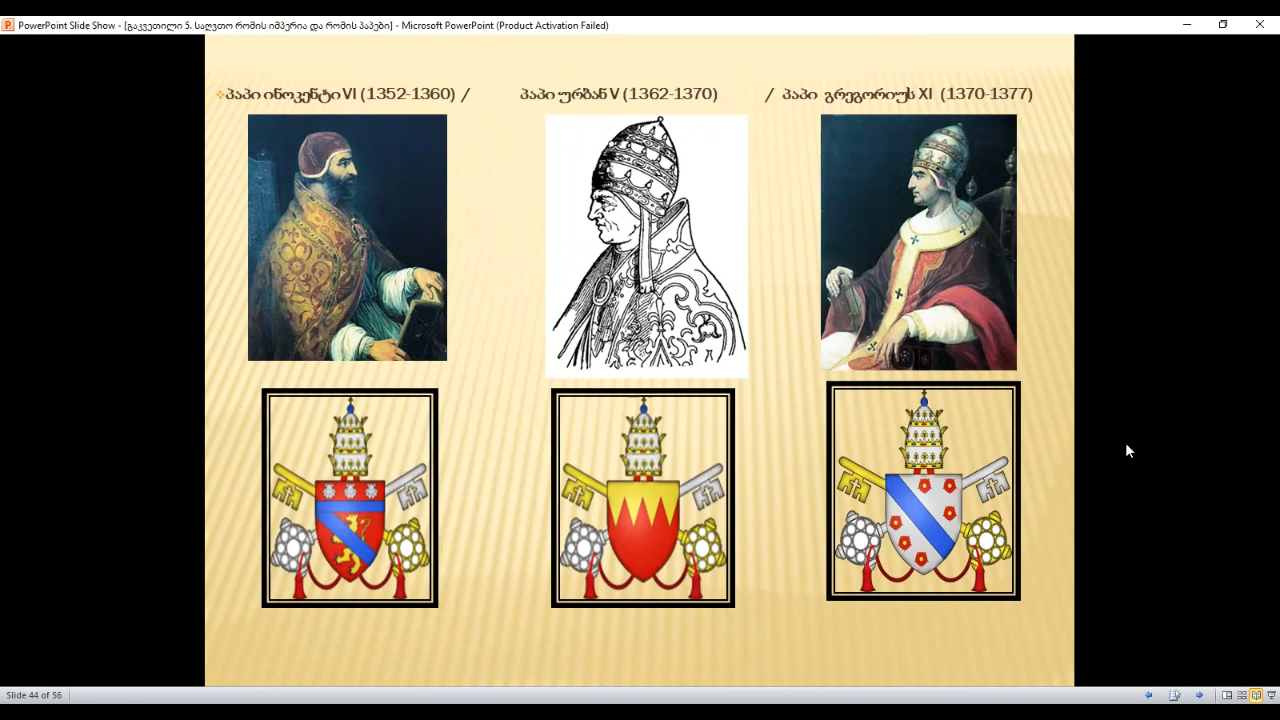 PowerPoint Slide Show - [გაკვეთილი 5. საღვთო რომის იმპერია და რომის პაპები] - Microsoft PowerPoint (Product Activation Failed)
პაპი ინოკენტი VI (1352-1360) / პაპი ურბან V (1362-1370) / პაპი გრეგორიუს XI (1370-1377)
Slide 44 of 56